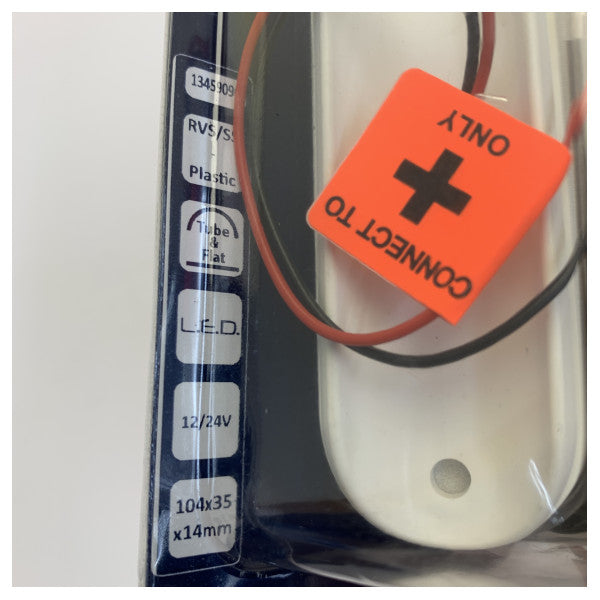 RVS/SS
-
Plastic
Tube
&
Flat
L.E.D.
12/24V
104x35
x14mm
CONNECT TO
+
ONLY